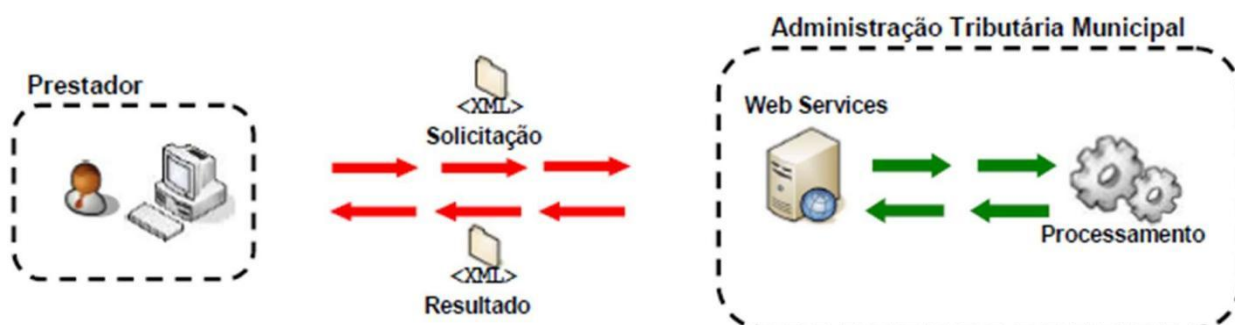 Administração Tributária Municipal
Prestador
<XML>
Solicitação
Web Services
Processamento
<XML>
Resultado